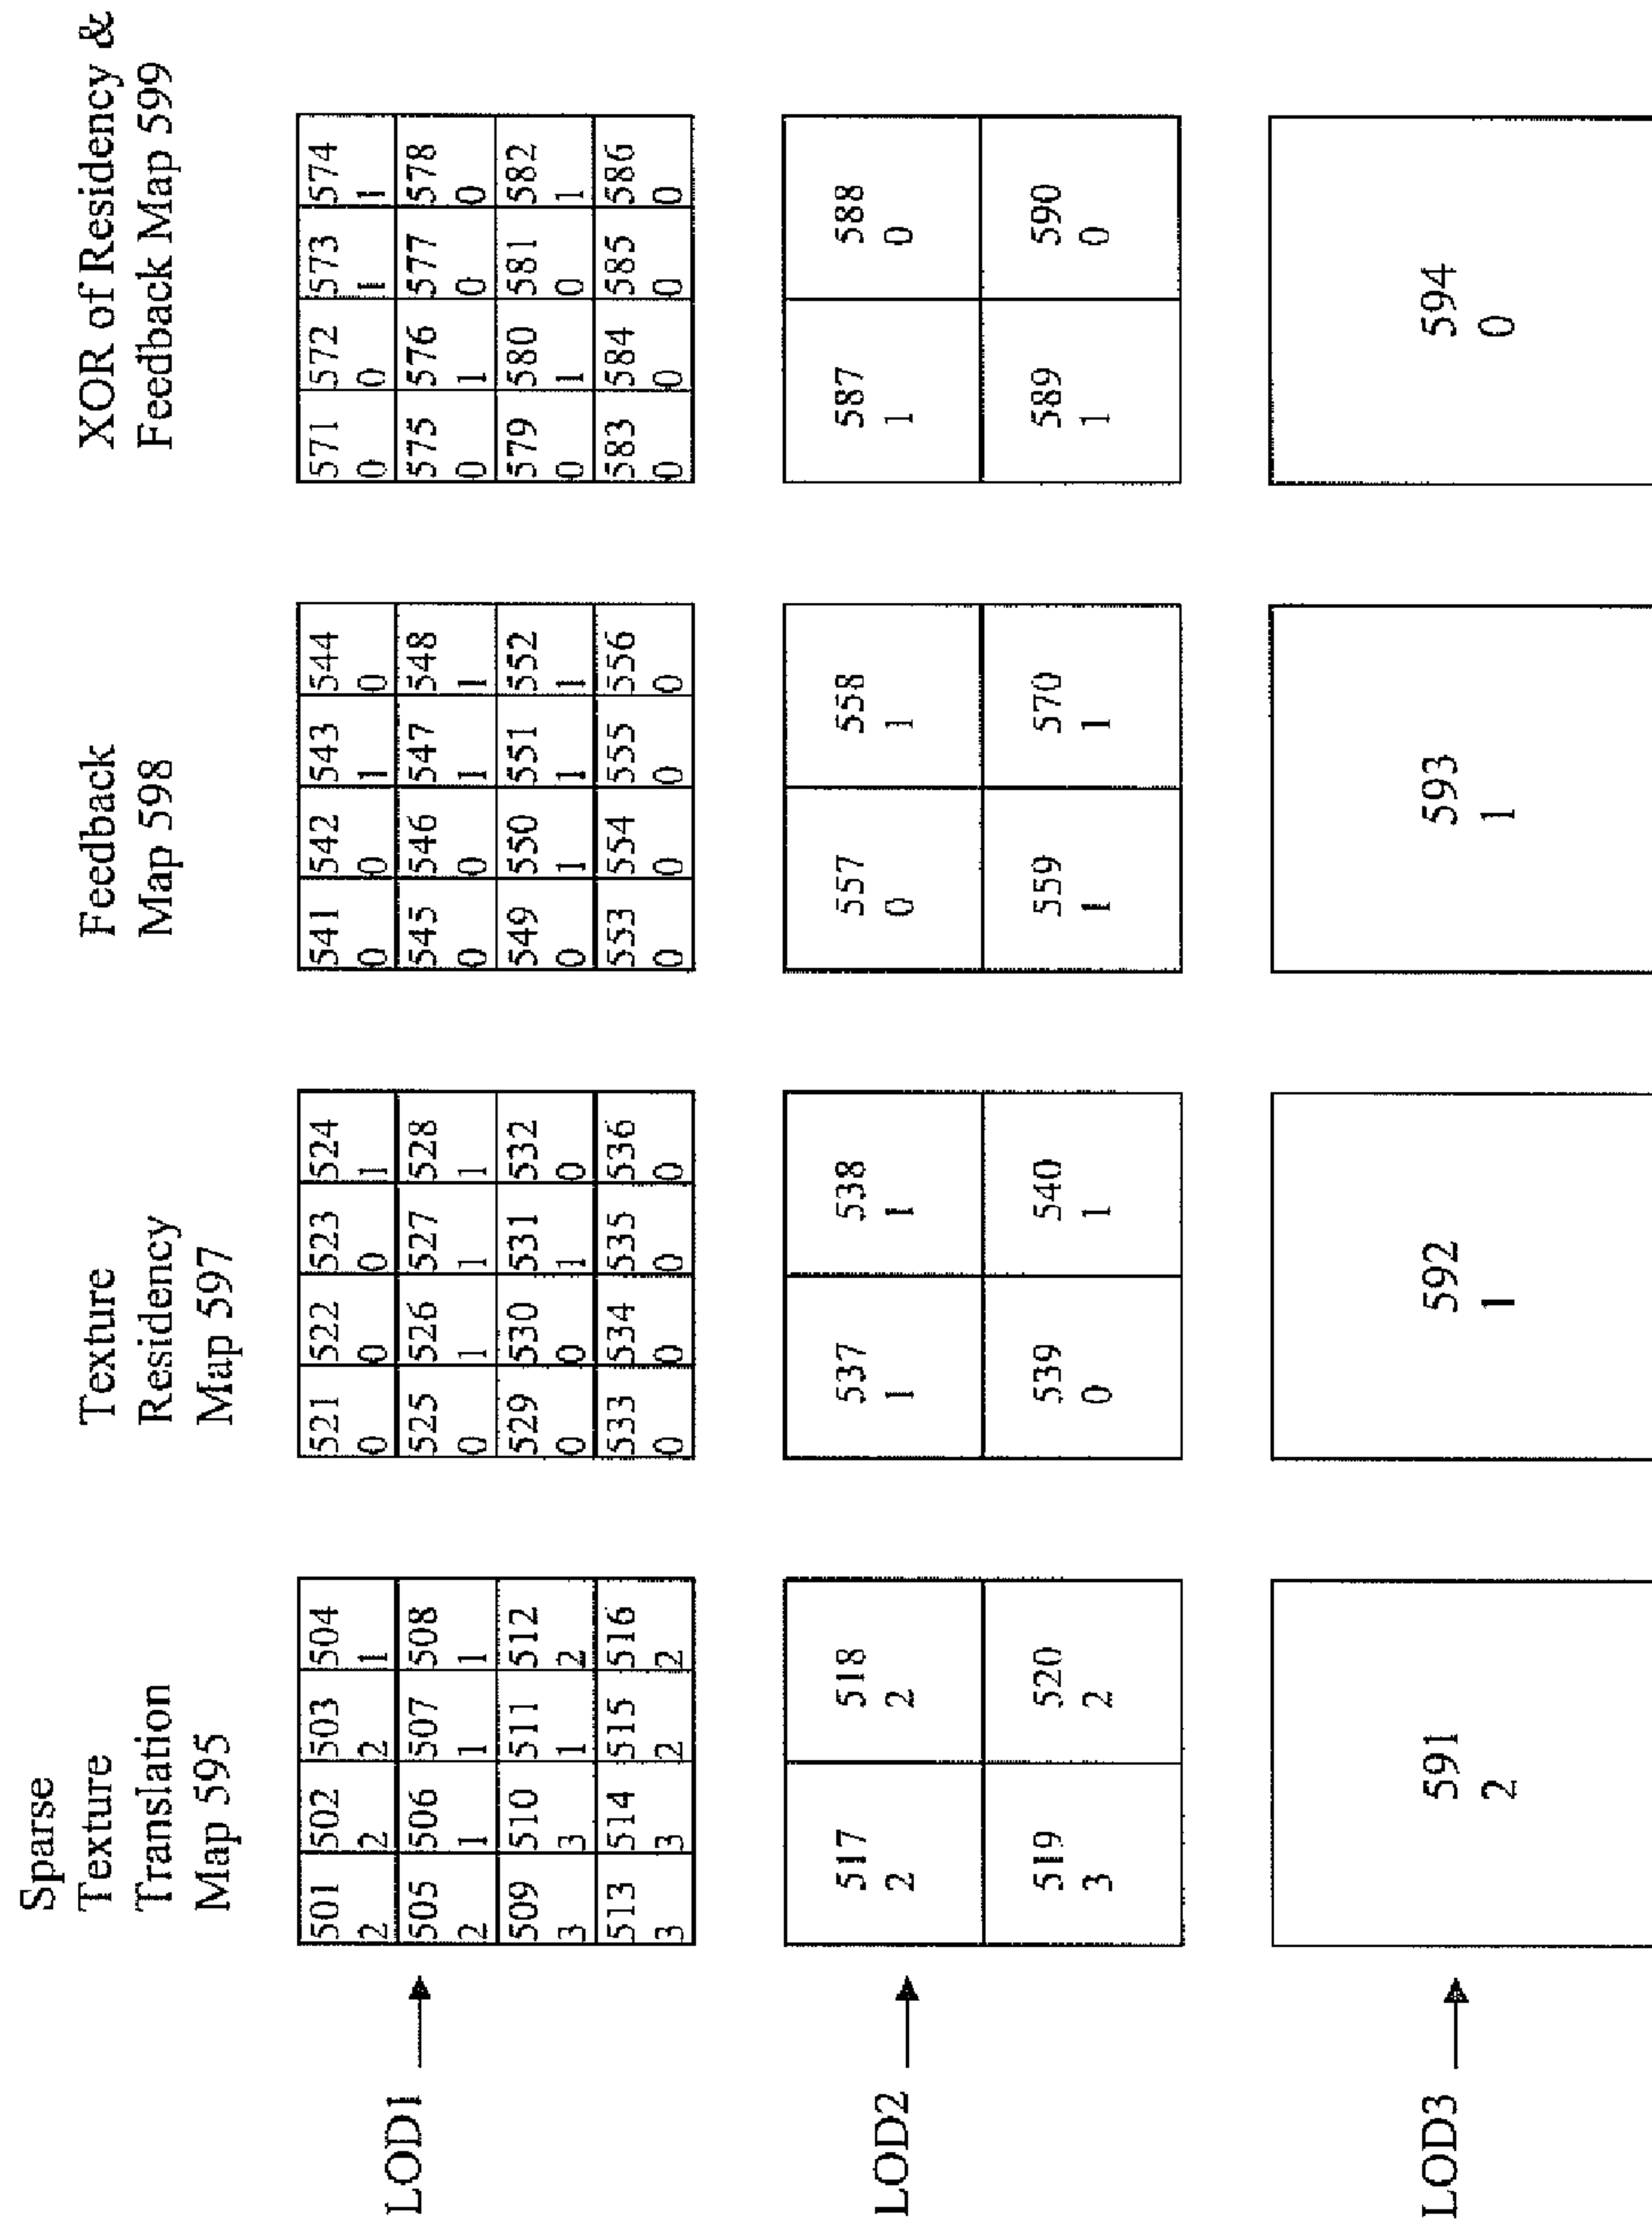 Sparse
Texture
Translation
Map 595
Texture
Residency
Map 597
Feedback
Map 598
XOR of Residency &
Feedback Map 599
LOD1
501 502 503 504
2 2 2 1
505 506 507 508
2 1 1 1
509 510 511 512
3 3 1 2
513 514 515 516
3 3 2 2
521 522 523 524
0 0 0 1
525 526 527 528
0 1 1 1
529 530 531 532
0 0 1 0
533 534 535 536
0 0 0 0
541 542 543 544
0 0 1 0
545 546 547 548
0 0 1 1
549 550 551 552
0 1 1 1
553 554 555 556
0 0 0 0
571 572 573 574
0 0 1 1
575 576 577 578
0 1 0 0
579 580 581 582
0 1 0 1
583 584 585 586
0 0 0 0
LOD2
517 518
2 2
519 520
3 2
537 538
1 1
539 540
0 1
557 558
0 1
559 570
1 1
587 588
1 0
589 590
1 0
LOD3
591
2
592
1
593
1
594
0